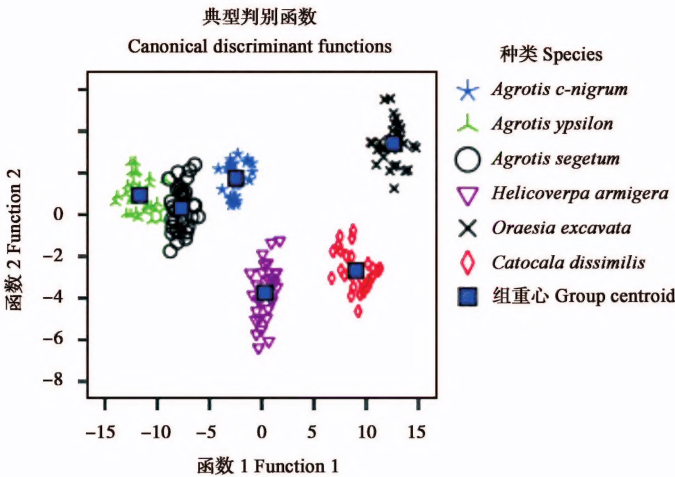 典型判别函数
Canonical discriminant functions
种类 Species
Agrotis c-nigrum
Agrotis ypsilon
Agrotis segetum
Helicoverpa armigera
Oraesia excavata
Catocala dissimilis
组重心 Group centroid
函数 2 Function 2
0
−2
−4
−6
−8
−15 −10 −5 0 5 10 15
函数 1 Function 1